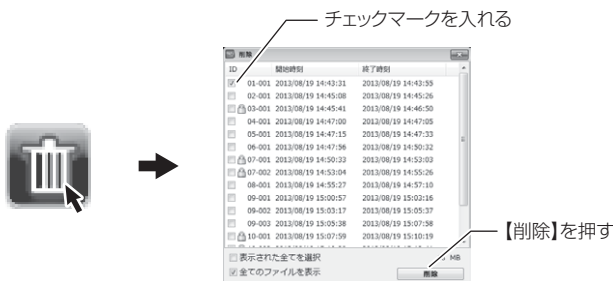 チェックマークを入れる
削除
ID 開始時刻 終了時刻
01-001 2013/08/19 14:43:31 2013/08/19 14:43:55
02-001 2013/08/19 14:45:08 2013/08/19 14:45:26
03-001 2013/08/19 14:45:41 2013/08/19 14:46:50
04-001 2013/08/19 14:47:00 2013/08/19 14:47:05
05-001 2013/08/19 14:47:15 2013/08/19 14:47:33
06-001 2013/08/19 14:47:56 2013/08/19 14:50:32
07-001 2013/08/19 14:50:33 2013/08/19 14:53:03
07-002 2013/08/19 14:53:04 2013/08/19 14:55:26
08-001 2013/08/19 14:55:27 2013/08/19 14:57:10
09-001 2013/08/19 15:00:57 2013/08/19 15:03:16
09-002 2013/08/19 15:03:17 2013/08/19 15:05:37
09-003 2013/08/19 15:05:38 2013/08/19 15:07:58
10-001 2013/08/19 15:07:59 2013/08/19 15:10:19
表示された全てを選択 MB
全てのファイルを表示 削除
【削除】を押す